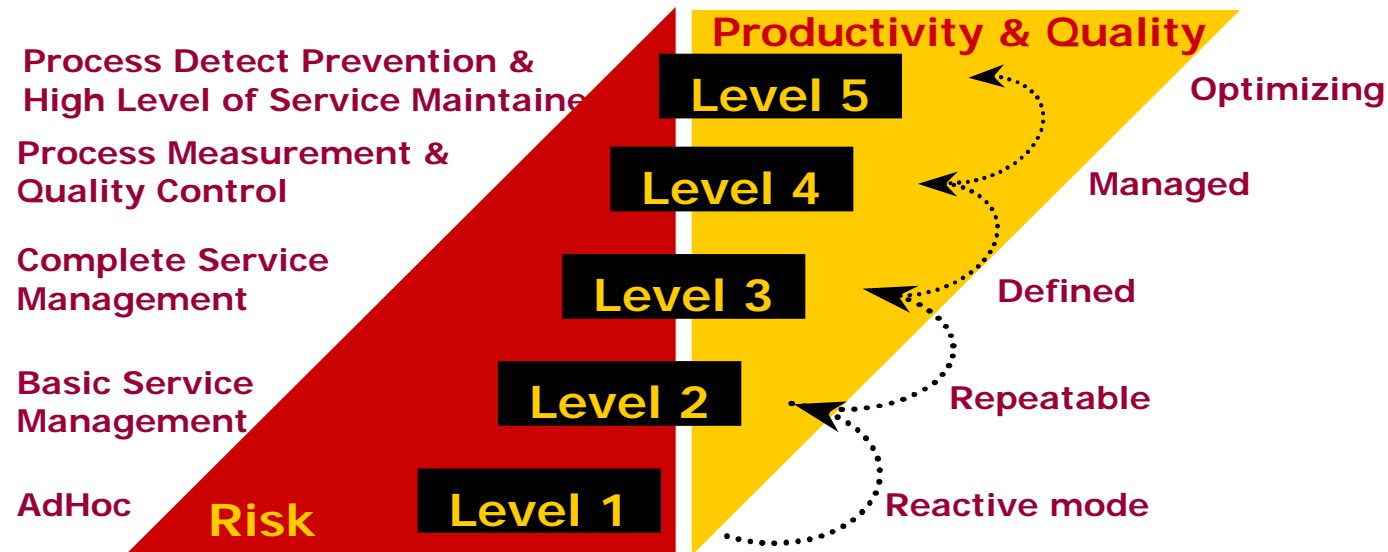 Productivity & Quality
Process Detect Prevention &
High Level of Service Maintaine
Level 5
Optimizing
Process Measurement &
Quality Control
Level 4
Managed
Complete Service
Management
Level 3
Defined
Basic Service
Management
Level 2
Repeatable
AdHoc
Risk
Level 1
Reactive mode